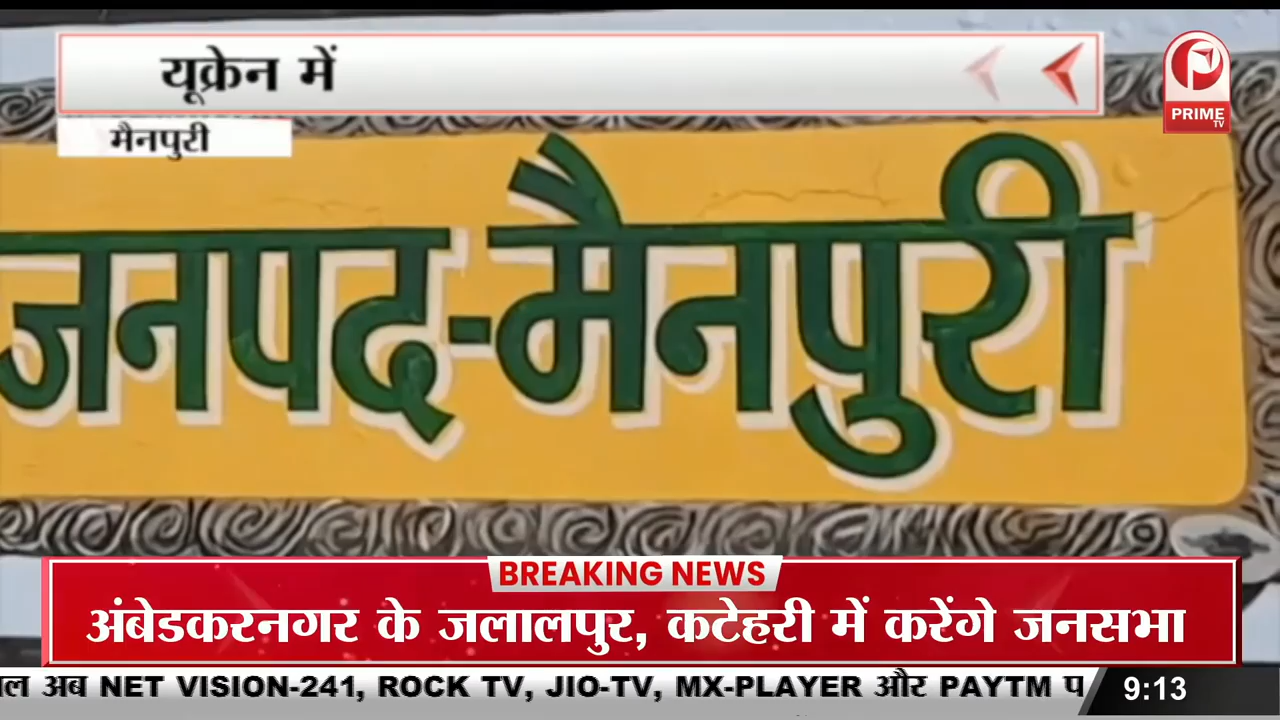 यूक्रेन में
PRIME
TV
मैनपुरी
जनपद-मैनपुरी
BREAKING NEWS
अंबेडकरनगर के जलालपुर, कटेहरी में करेंगे जनसभा
अब NET VISION-241, ROCK TV, JIO-TV, MX-PLAYER और PAYTM
9:13